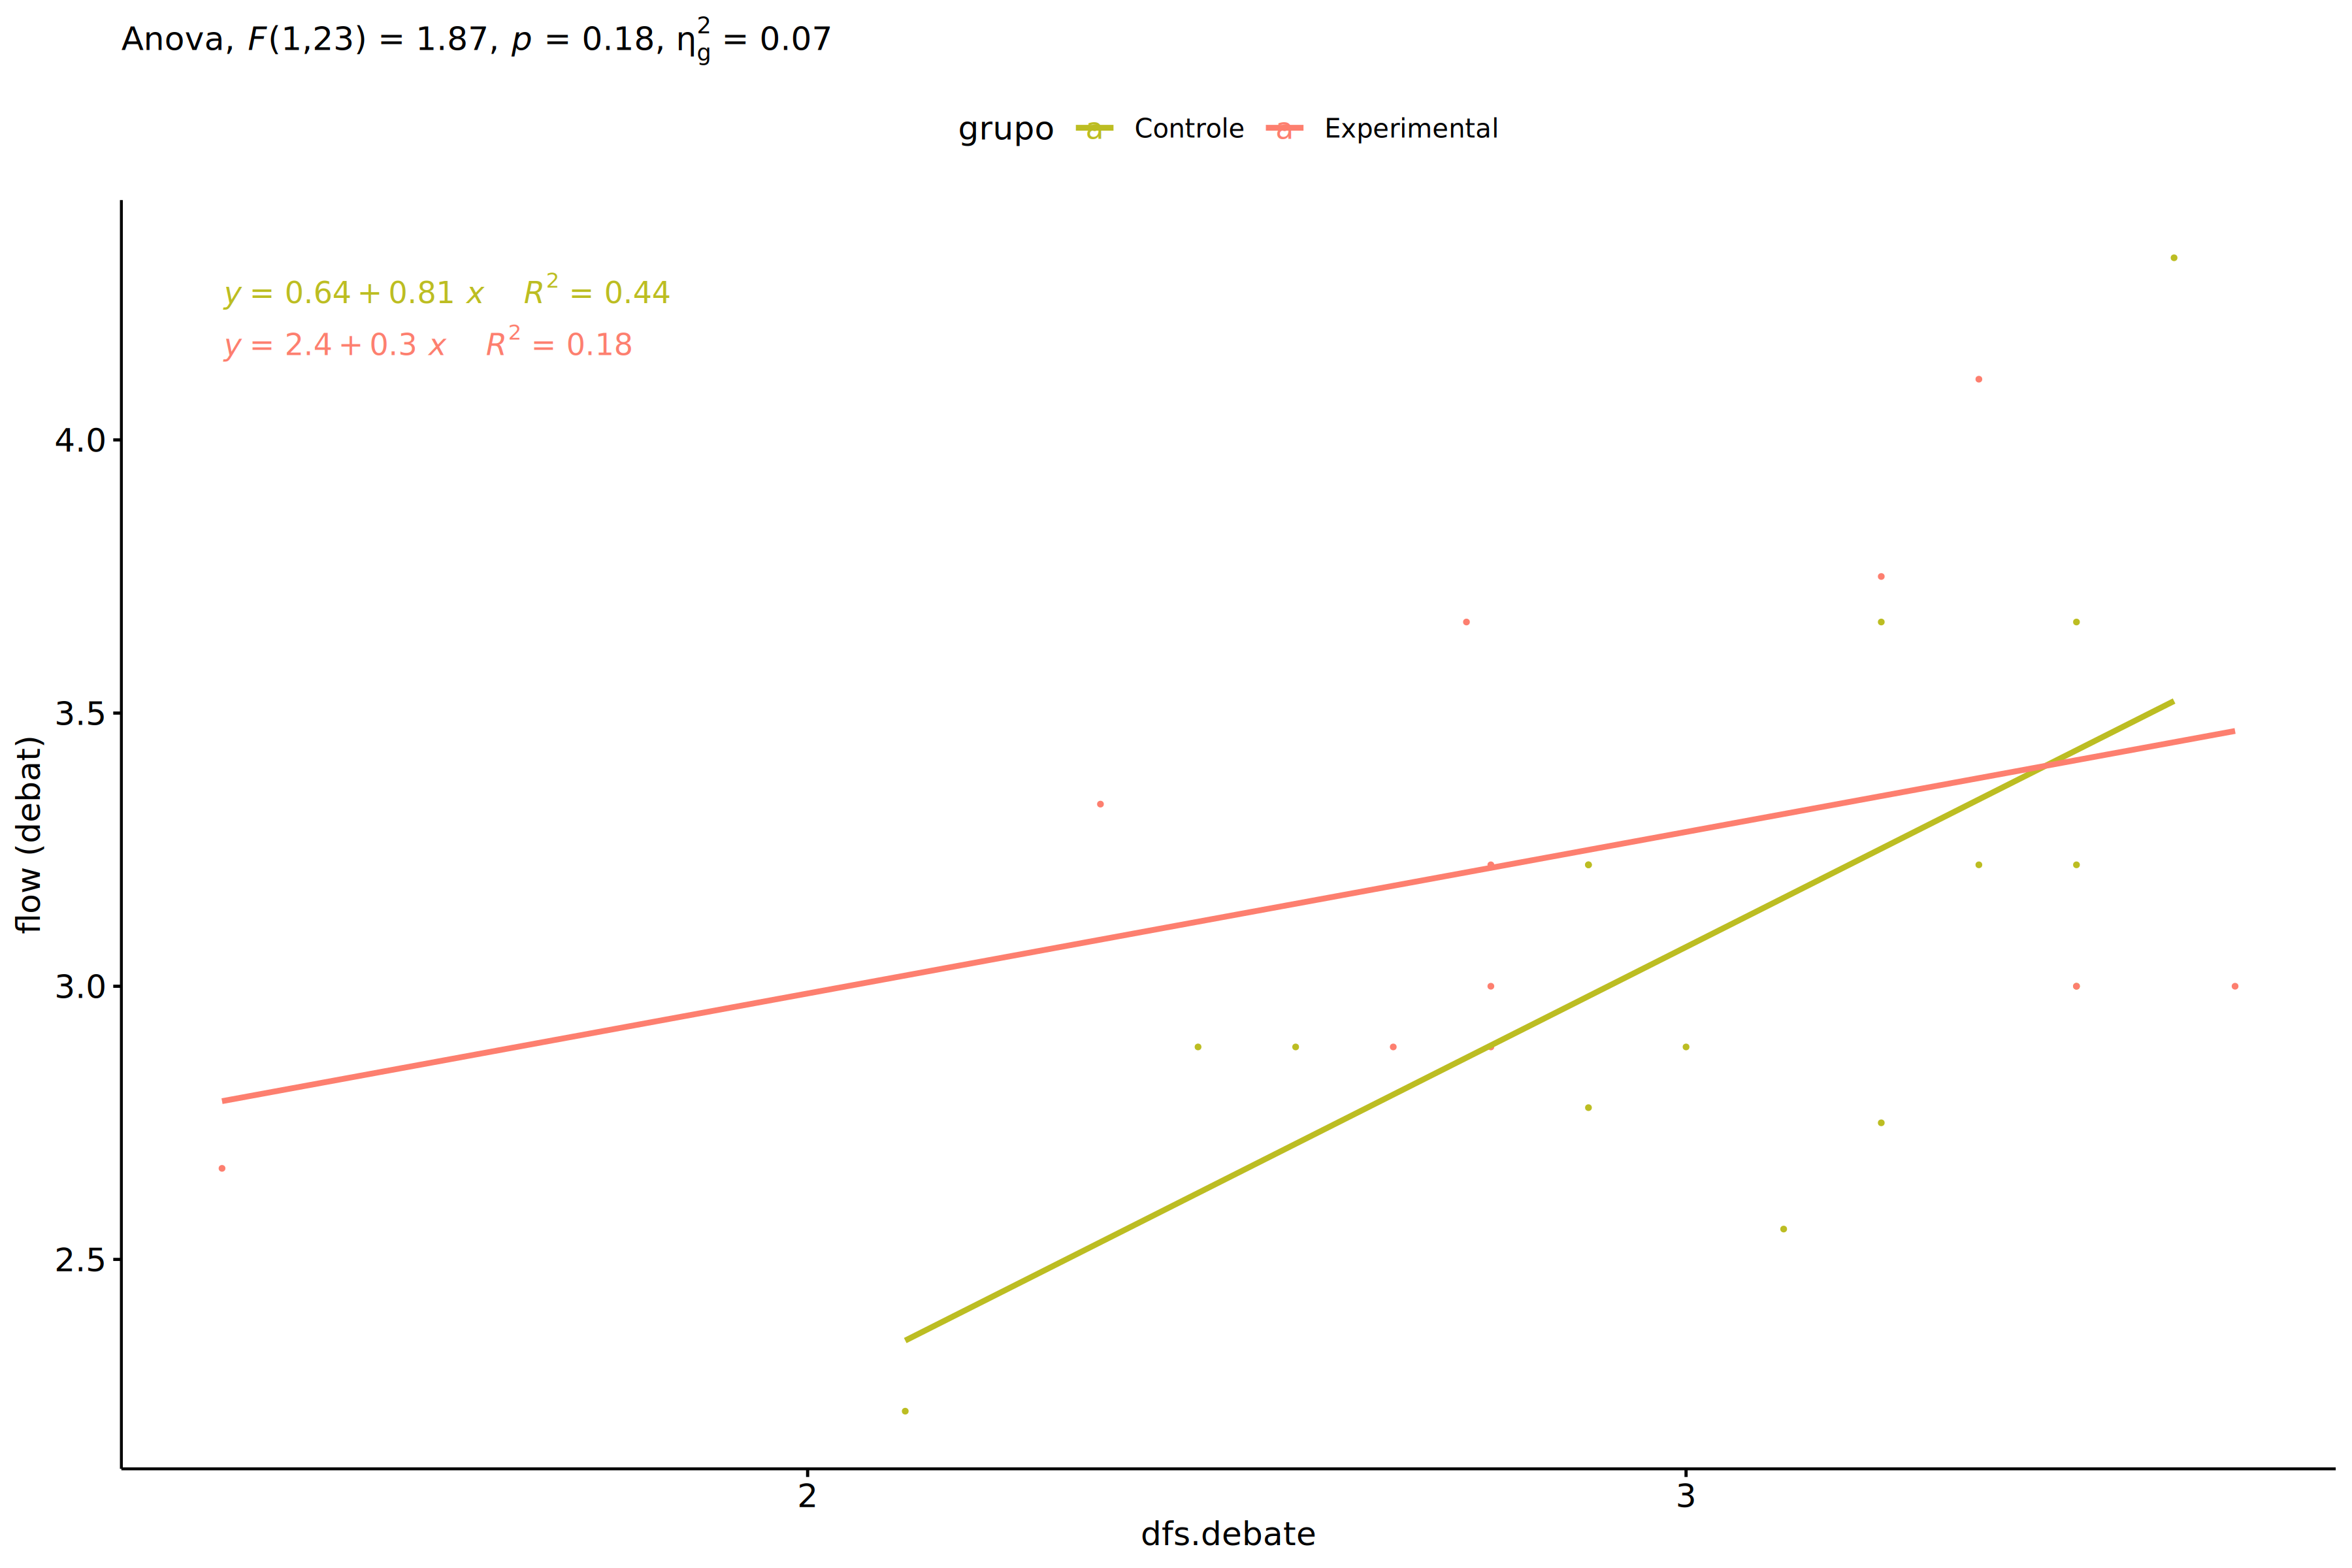 Anova, F(1,23) = 1.87, p = 0.18, η²g = 0.07
grupo a Controle a Experimental
y = 0.64 + 0.81 x R² = 0.44
y = 2.4 + 0.3 x R² = 0.18
4.0
3.5
3.0
2.5
flow (debat)
2 3
dfs.debate